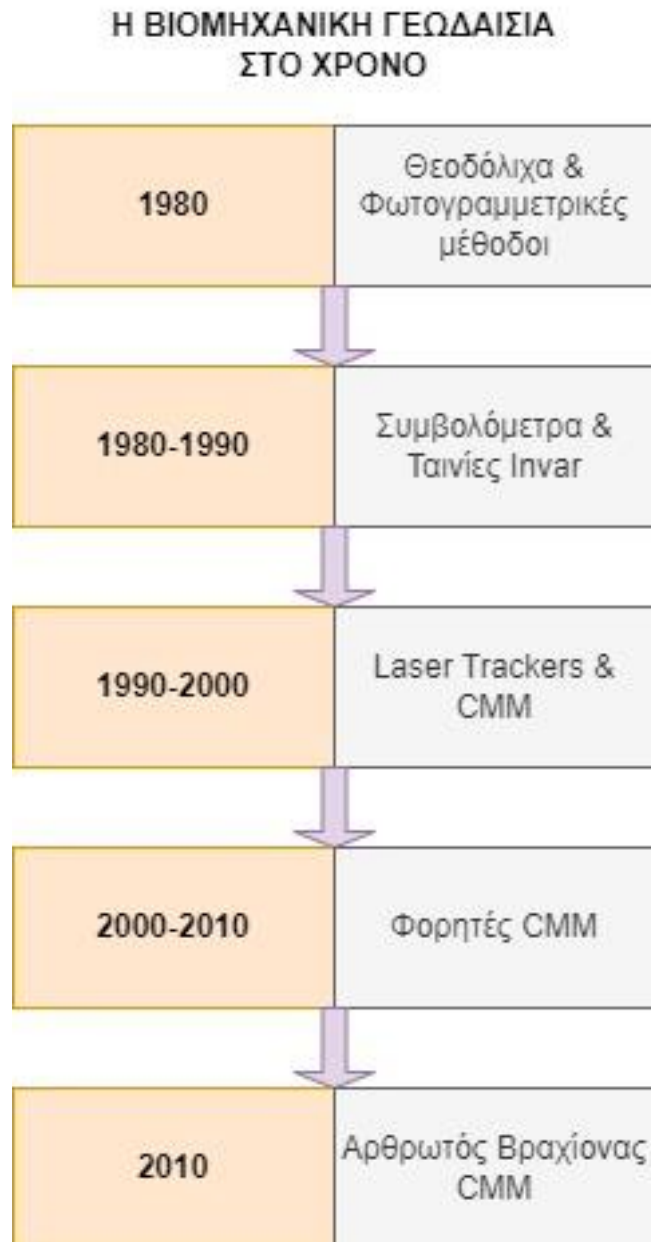 Η ΒΙΟΜΗΧΑΝΙΚΗ ΓΕΩΔΑΙΣΙΑ
ΣΤΟ ΧΡΟΝΟ
1980
Θεοδόλιχα &
Φωτογραμμετρικές
μέθοδοι
1980-1990
Συμβολόμετρα &
Ταινίες Invar
1990-2000
Laser Trackers &
CMM
2000-2010
Φορητές CMM
2010
Αρθρωτός Βραχίονας
CMM